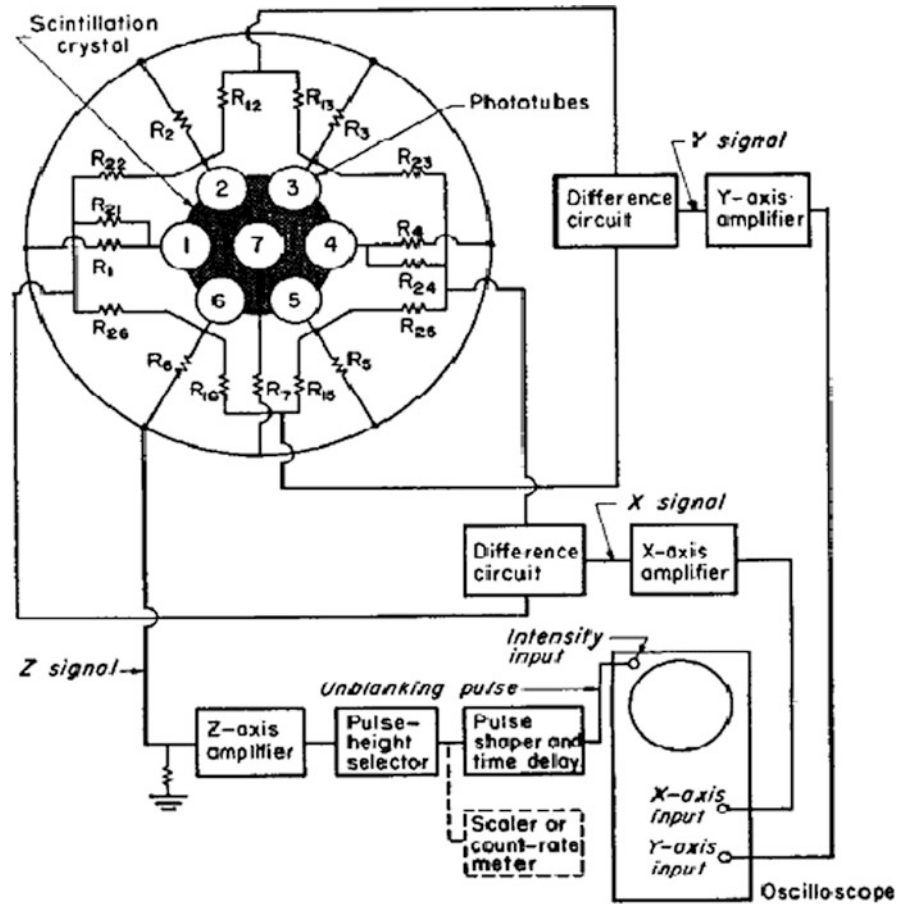 Scintillation
crystal
R12
R13
R2
R3
Phototubes
R22
R23
Y signal
2
3
R21
R4
Difference
circuit
Y-axis
amplifier
1
7
4
R1
R24
6
5
R26
R25
R6
R5
R16
R7
R15
X signal
Difference
circuit
X-axis
amplifier
Intensity
input
Z signal
Unblanking pulse
Z-axis
amplifier
Pulse-
height
selector
Pulse
shaper and
time delay
X-axis
input
Scaler or
count-rate
meter
Y-axis
input
Oscilloscope